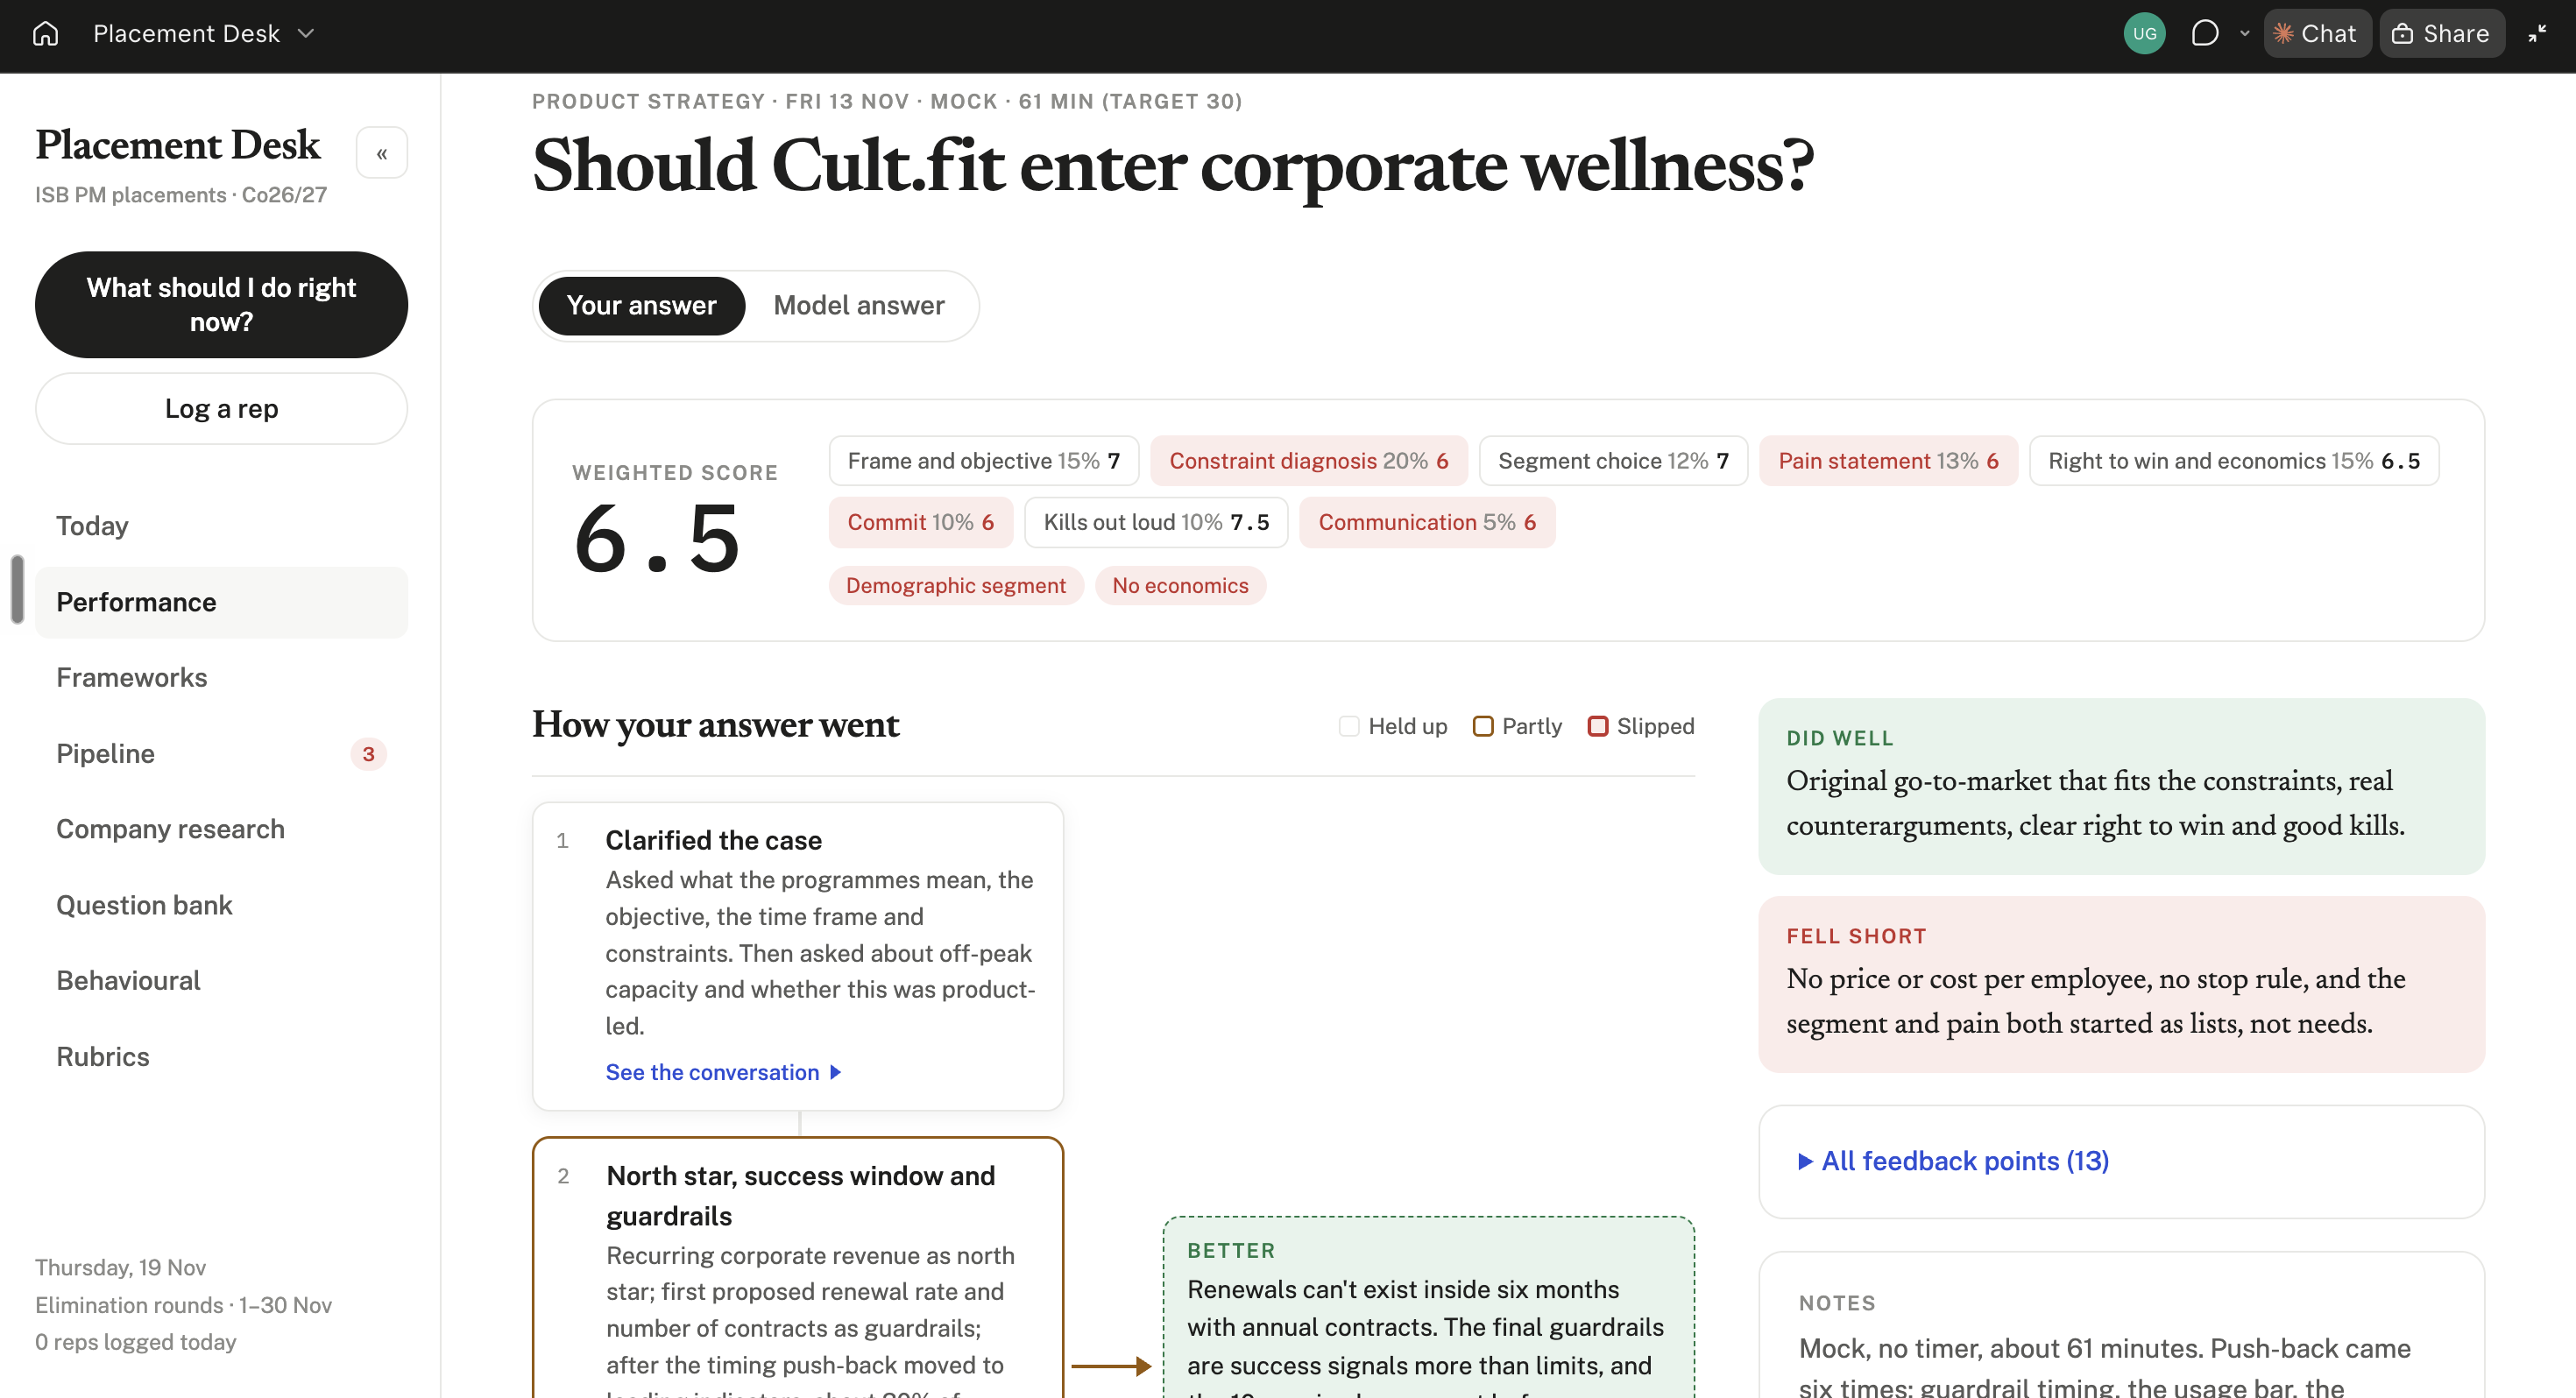 Placement Desk
UG
Chat
Share
Placement Desk
«
ISB PM placements · Co26/27
What should I do right
now?
Log a rep
Today
Performance
Frameworks
Pipeline
3
Company research
Question bank
Behavioural
Rubrics
Thursday, 19 Nov
Elimination rounds · 1–30 Nov
0 reps logged today
PRODUCT STRATEGY · FRI 13 NOV · MOCK · 61 MIN (TARGET 30)
Should Cult.fit enter corporate wellness?
Your answer
Model answer
WEIGHTED SCORE
6.5
Frame and objective 15% 7
Constraint diagnosis 20% 6
Segment choice 12% 7
Pain statement 13% 6
Right to win and economics 15% 6.5
Commit 10% 6
Kills out loud 10% 7.5
Communication 5% 6
Demographic segment
No economics
How your answer went
Held up
Partly
Slipped
1
Clarified the case
Asked what the programmes mean, the
objective, the time frame and
constraints. Then asked about off-peak
capacity and whether this was product-
led.
See the conversation
2
North star, success window and
guardrails
Recurring corporate revenue as north
star; first proposed renewal rate and
number of contracts as guardrails;
after the timing push-back moved to
BETTER
Renewals can't exist inside six months
with annual contracts. The final guardrails
are success signals more than limits, and
DID WELL
Original go-to-market that fits the constraints, real
counterarguments, clear right to win and good kills.
FELL SHORT
No price or cost per employee, no stop rule, and the
segment and pain both started as lists, not needs.
All feedback points (13)
NOTES
Mock, no timer, about 61 minutes. Push-back came
six times: guardrail timing, the usage bar, the